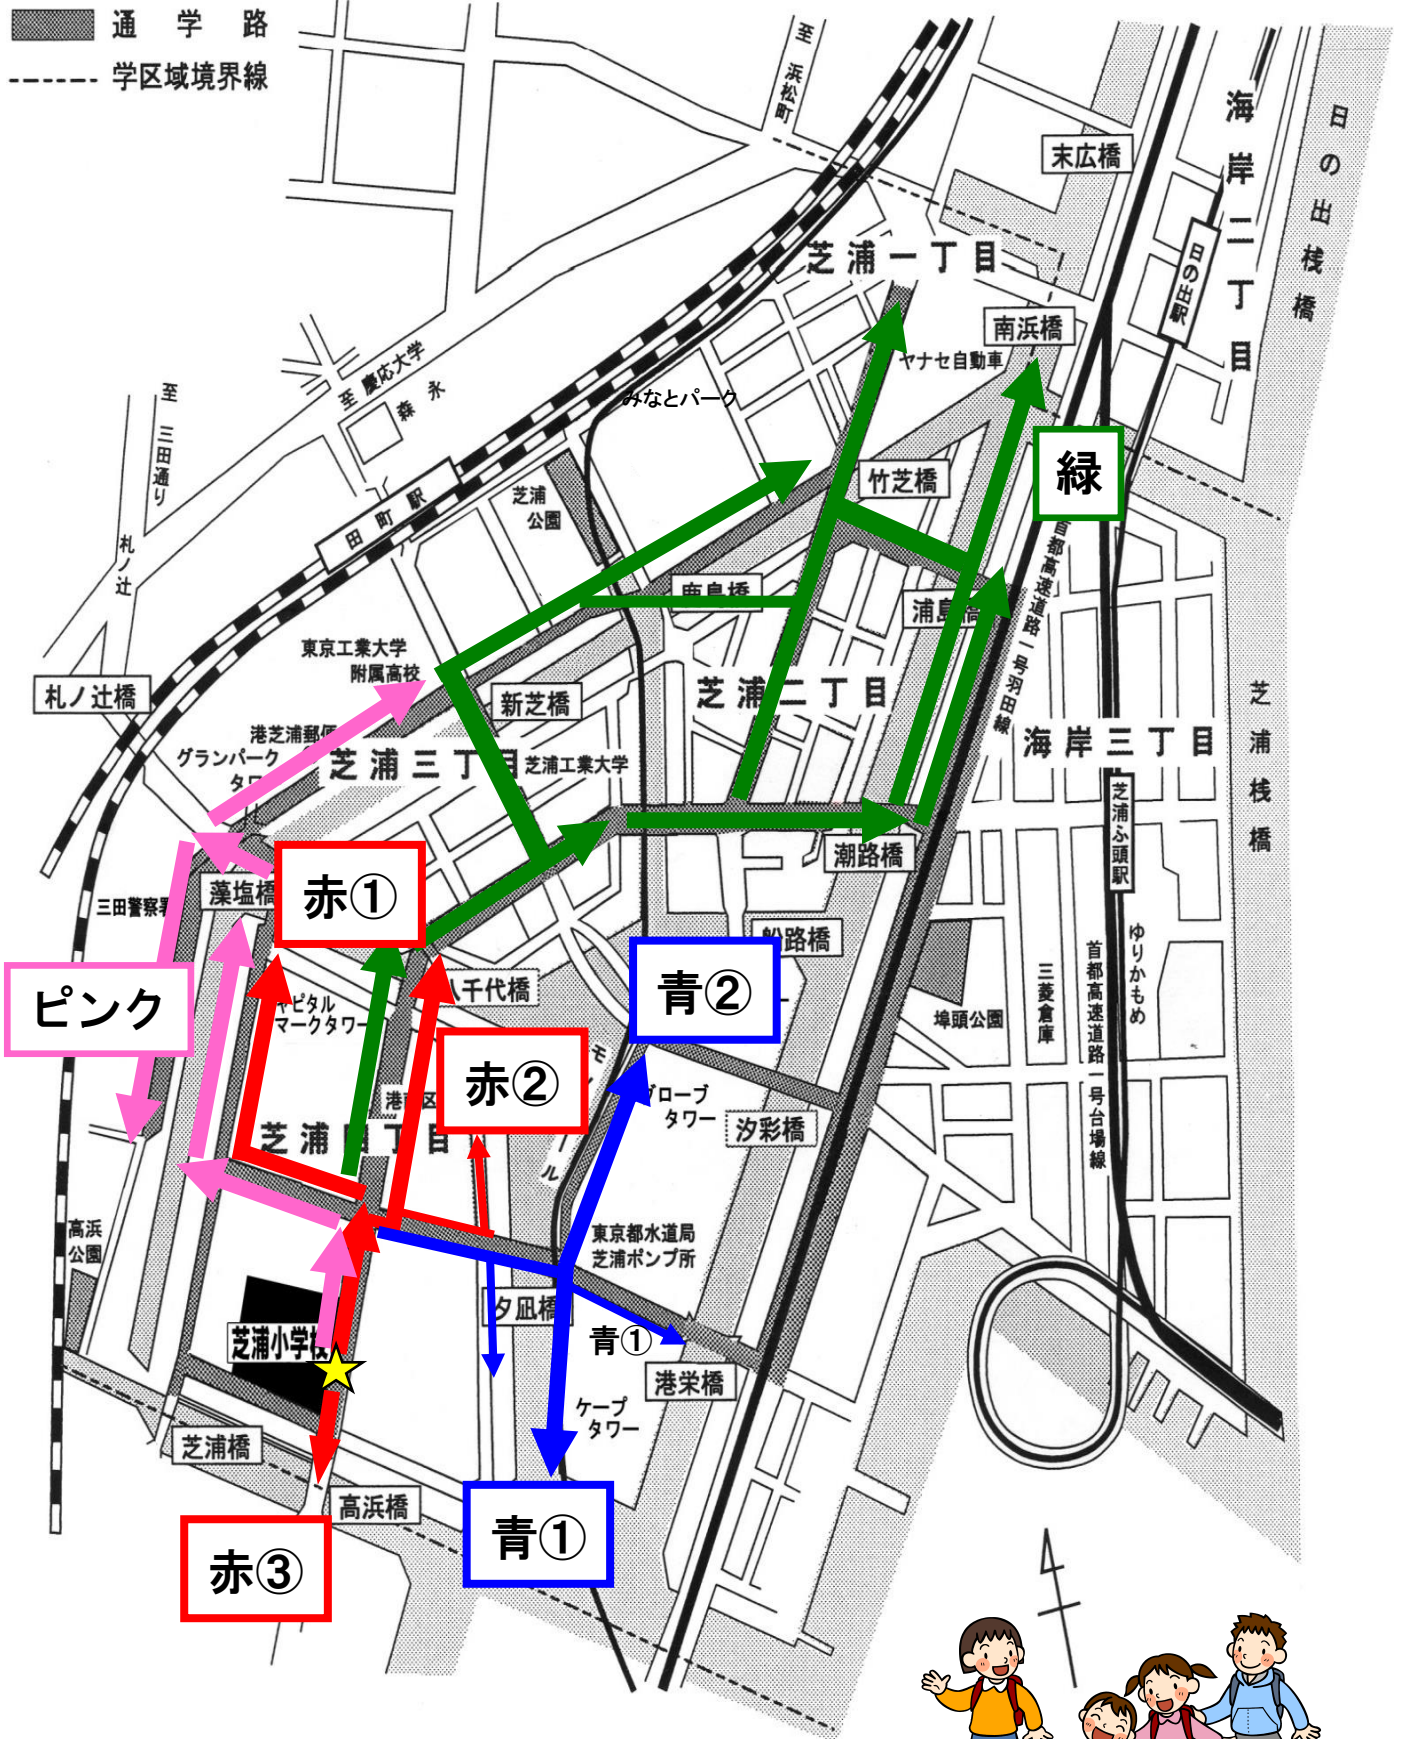 通学路
学区域境界線
至 浜松町
末広橋
海岸二丁目
日の出桟橋
日の出駅
芝浦一丁目
南浜橋
ヤナセ自動車
至 慶応大学
森永
みなとパーク
至 三田通り
札ノ辻
田町駅
芝浦
公園
竹芝橋
緑
鹿島橋
浦島橋
首都高速道路一号羽田線
東京工業大学
附属高校
札ノ辻橋
新芝橋
芝浦二丁目
港芝浦郵便
グランパーク
タワ
芝浦三丁目
芝浦工業大学
海岸三丁目
芝浦桟橋
芝浦ふ頭駅
潮路橋
赤①
藻塩橋
三田警察署
船路橋
青②
八千代橋
ピンク
キャピタル
マークタワー
埠頭公園
三菱倉庫
首都高速道路一号台場線
ゆりかもめ
赤②
モ
ール
グローブ
タワー
汐彩橋
芝浦四丁目
高浜
公園
東京都水道局
芝浦ポンプ所
夕凪橋
芝浦小学校
青①
港栄橋
ケープ
タワー
芝浦橋
高浜橋
青①
赤③